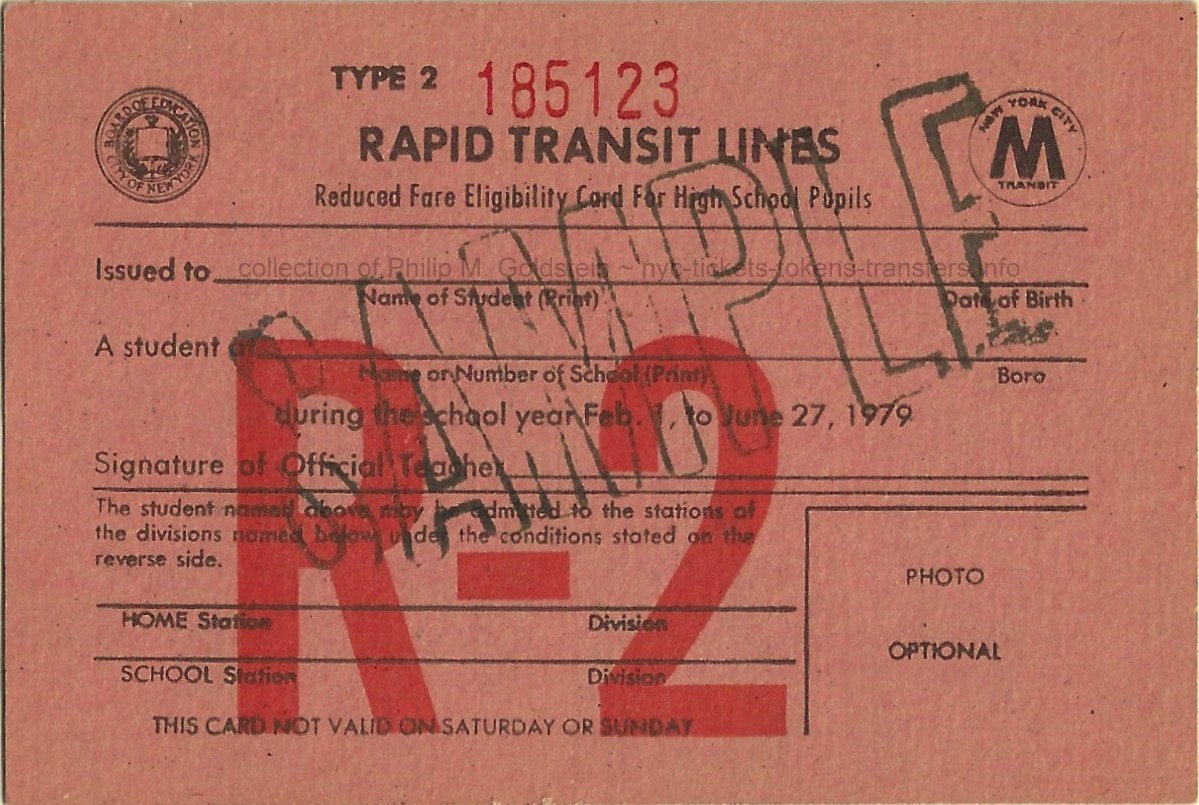 TYPE 2 185123
BOARD OF EDUCATION
CITY OF NEW YORK
NEW YORK CITY
M
TRANSIT
RAPID TRANSIT LINES
Reduced Fare Eligibility Card For High School Pupils
SAMPLE
Issued to
collection of Philip M. Goldstein ~ nyc-tickets-tokens-transfers.info
Name of Student (Print) Date of Birth
A student at
Name or Number of School (Print) Boro
during the school year Feb. 1, to June 27, 1979
Signature of Official Teacher
R-2
The student named above may be admitted to the stations of
the divisions named below under the conditions stated on the
reverse side.
PHOTO
OPTIONAL
HOME Station Division
SCHOOL Station Division
THIS CARD NOT VALID ON SATURDAY OR SUNDAY